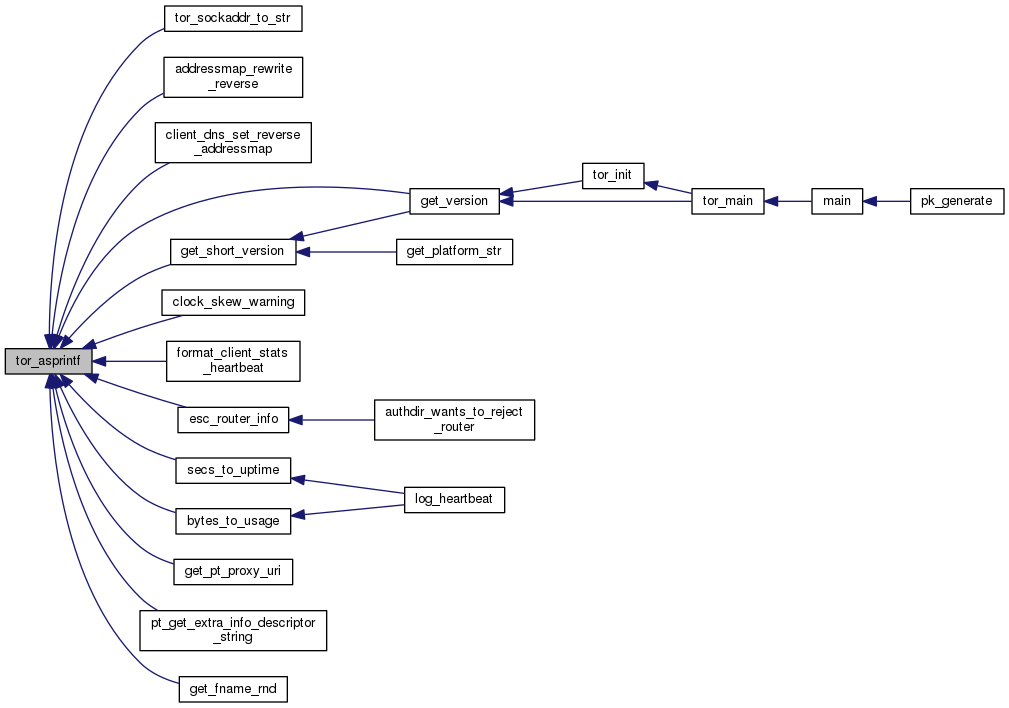 tor_sockaddr_to_str
addressmap_rewrite
_reverse
client_dns_set_reverse
_addressmap
tor_init
get_version
tor_main
main
pk_generate
get_short_version
get_platform_str
clock_skew_warning
tor_asprintf
format_client_stats
_heartbeat
esc_router_info
authdir_wants_to_reject
_router
secs_to_uptime
log_heartbeat
bytes_to_usage
get_pt_proxy_uri
pt_get_extra_info_descriptor
_string
get_fname_rnd